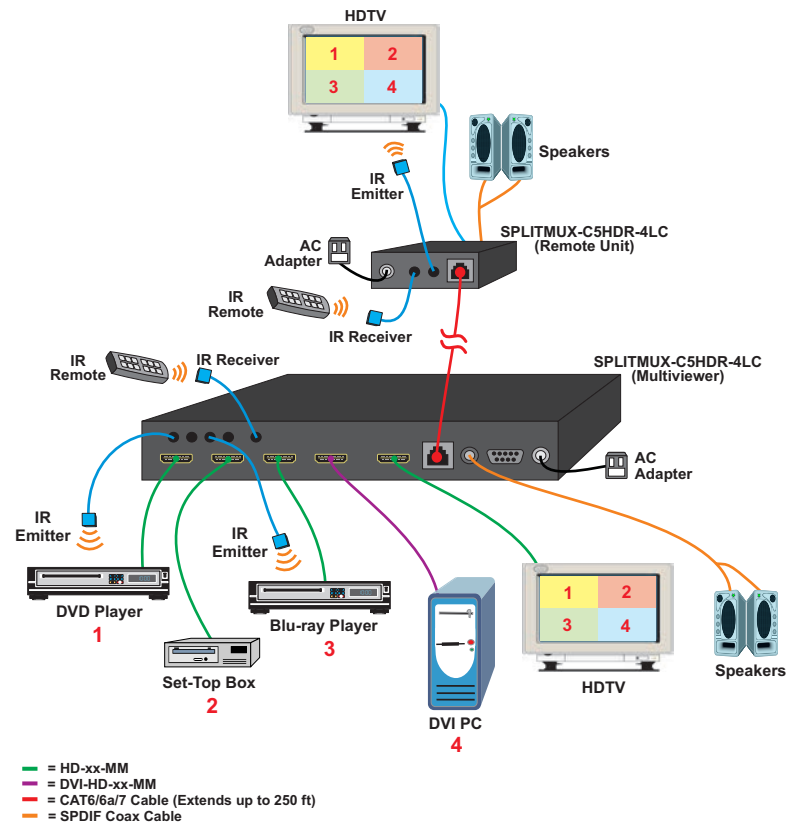 HDTV
1 2
3 4
IR
Emitter
Speakers
SPLITMUX-C5HDR-4LC
(Remote Unit)
AC
Adapter
IR
Remote
IR Receiver
IR
Remote
IR Receiver
SPLITMUX-C5HDR-4LC
(Multiviewer)
AC
Adapter
IR
Emitter
IR
Emitter
DVD Player
1
Blu-ray Player
3
Set-Top Box
2
DVI PC
4
1 2
3 4
HDTV
Speakers
= HD-xx-MM
= DVI-HD-xx-MM
= CAT6/6a/7 Cable (Extends up to 250 ft)
= SPDIF Coax Cable